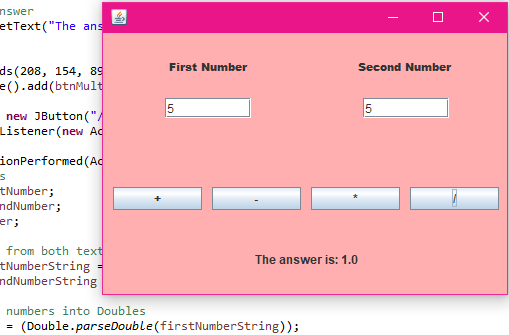 nswer
etText("The ans
ds(208, 154, 89
e().add(btnMult
new JButton("/
Listener(new Ac
ionPerformed(Ac
s
tNumber;
ndNumber;
er;
from both text
tNumberString =
ndNumberString
numbers into Doubles
= (Double.parseDouble(firstNumberString));
First Number
Second Number
5
5
+
-
*
/
The answer is: 1.0